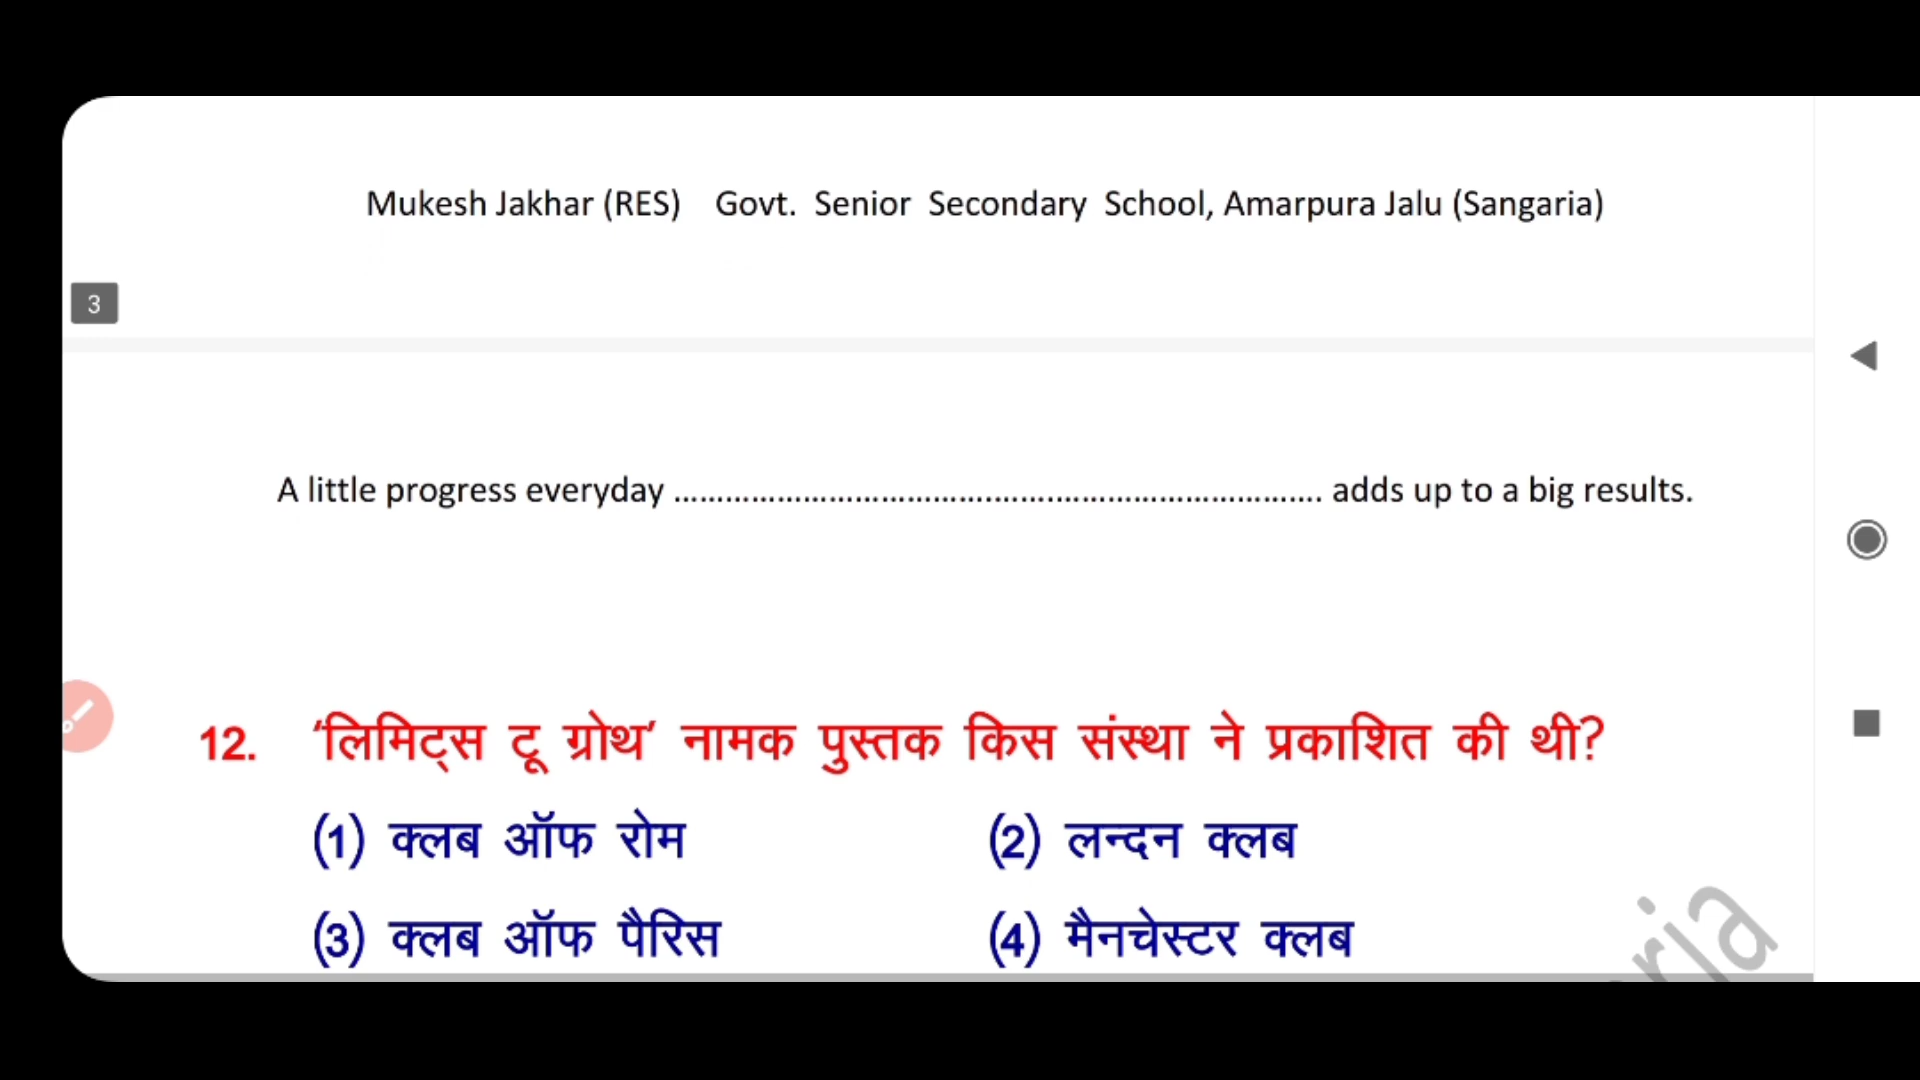 Mukesh Jakhar (RES) Govt. Senior Secondary School, Amarpura Jalu (Sangaria)
3
A little progress everyday ........................................................................ adds up to a big results.
12. ‘लिमिट्स टू ग्रोथ’ नामक पुस्तक किस संस्था ने प्रकाशित की थी?
(1) क्लब ऑफ रोम (2) लन्दन क्लब
(3) क्लब ऑफ पैरिस (4) मैनचेस्टर क्लब